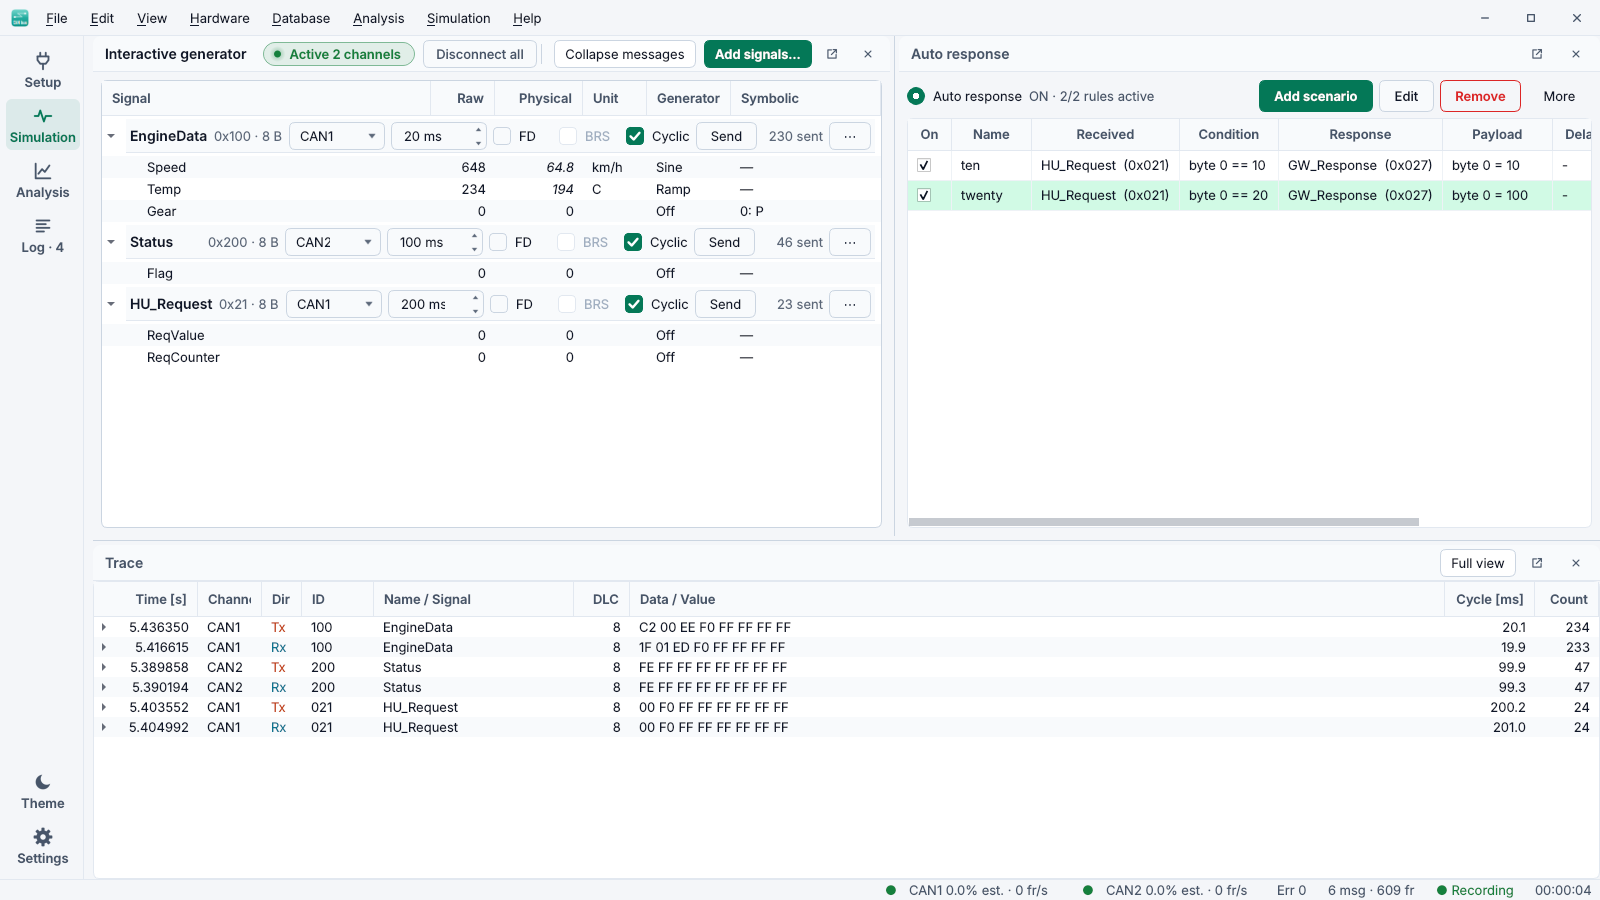 File Edit View Hardware Database Analysis Simulation Help
Setup
Simulation
Analysis
Log · 4
Theme
Settings
Interactive generator Active 2 channels Disconnect all Collapse messages Add signals...
Signal Raw Physical Unit Generator Symbolic
EngineData 0x100 · 8 B CAN1 20 ms FD BRS Cyclic Send 230 sent ...
Speed 648 64.8 km/h Sine —
Temp 234 194 C Ramp —
Gear 0 0 Off 0: P
Status 0x200 · 8 B CAN2 100 ms FD BRS Cyclic Send 46 sent ...
Flag 0 0 Off —
HU_Request 0x21 · 8 B CAN1 200 ms FD BRS Cyclic Send 23 sent ...
ReqValue 0 0 Off —
ReqCounter 0 0 Off —
Auto response
Auto response ON · 2/2 rules active Add scenario Edit Remove More
On Name Received Condition Response Payload Dela
ten HU_Request (0x021) byte 0 == 10 GW_Response (0x027) byte 0 = 10 -
twenty HU_Request (0x021) byte 0 == 20 GW_Response (0x027) byte 0 = 100 -
Trace Full view
Time [s] Channe Dir ID Name / Signal DLC Data / Value Cycle [ms] Count
5.436350 CAN1 Tx 100 EngineData 8 C2 00 EE F0 FF FF FF FF 20.1 234
5.416615 CAN1 Rx 100 EngineData 8 1F 01 ED F0 FF FF FF FF 19.9 233
5.389858 CAN2 Tx 200 Status 8 FE FF FF FF FF FF FF FF 99.9 47
5.390194 CAN2 Rx 200 Status 8 FE FF FF FF FF FF FF FF 99.3 47
5.403552 CAN1 Tx 021 HU_Request 8 00 F0 FF FF FF FF FF FF 200.2 24
5.404992 CAN1 Rx 021 HU_Request 8 00 F0 FF FF FF FF FF FF 201.0 24
CAN1 0.0% est. · 0 fr/s CAN2 0.0% est. · 0 fr/s Err 0 6 msg · 609 fr Recording 00:00:04